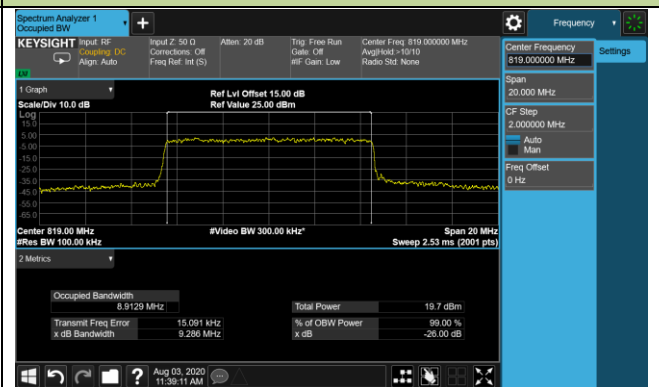 Spectrum Analyzer 1
Occupied BW
Frequency
KEYSIGHT Input: RF Input Z: 50 Ω Atten: 20 dB Trig: Free Run Center Freq: 819.000000 MHz
Coupling: DC Corrections: Off Gate: Off Avg|Hold:>10/10
Align: Auto Freq Ref: Int (S) #IF Gain: Low Radio Std: None
LW
Center Frequency
819.000000 MHz
Settings
Span
20.000 MHz
CF Step
2.000000 MHz
Auto
Man
Freq Offset
0 Hz
1 Graph
Scale/Div 10.0 dB
Ref Lvl Offset 15.00 dB
Ref Value 25.00 dBm
Log
15.0
5.00
-5.00
-15.0
-25.0
-35.0
-45.0
-55.0
-65.0
Center 819.00 MHz #Video BW 300.00 kHz* Span 20 MHz
#Res BW 100.00 kHz Sweep 2.53 ms (2001 pts)
2 Metrics
Occupied Bandwidth
8.9129 MHz Total Power 19.7 dBm
Transmit Freq Error 15.091 kHz % of OBW Power 99.00 %
x dB Bandwidth 9.286 MHz x dB -26.00 dB
Aug 03, 2020
11:39:11 AM